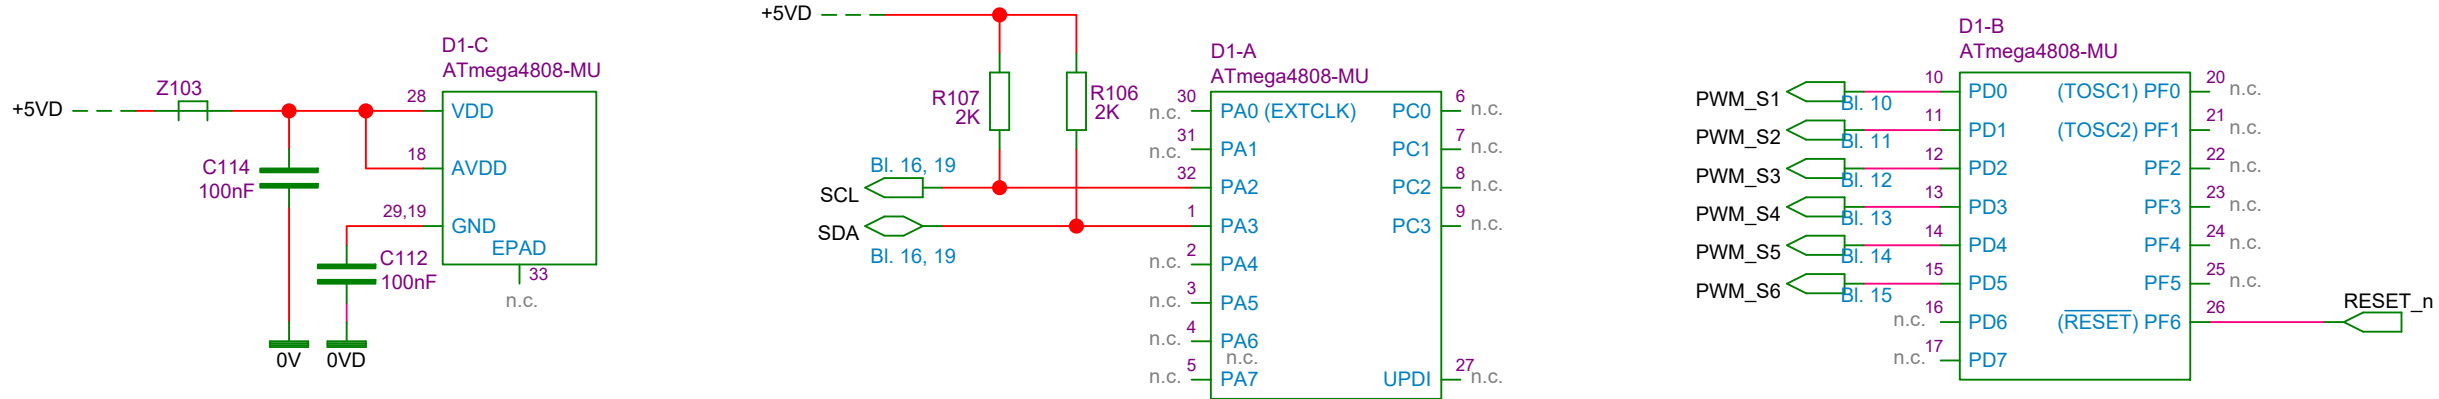 D1-C
ATmega4808-MU
+5VD
Z103
28
VDD
18
AVDD
C114
100nF
29,19
GND
EPAD
33
n.c.
C112
100nF
0V
0VD
+5VD
D1-A
ATmega4808-MU
R107
2K
R106
2K
n.c. 30 PA0 (EXTCLK)
PC0 6 n.c.
n.c. 31 PA1
PC1 7 n.c.
Bl. 16, 19
SCL
32 PA2
PC2 8 n.c.
SDA
1 PA3
PC3 9 n.c.
Bl. 16, 19
n.c. 2 PA4
n.c. 3 PA5
n.c. 4 PA6
n.c.
n.c. 5 PA7
UPDI 27 n.c.
D1-B
ATmega4808-MU
PWM_S1 Bl. 10 10 PD0
(TOSC1) PF0 20 n.c.
PWM_S2 Bl. 11 11 PD1
(TOSC2) PF1 21 n.c.
PWM_S3 Bl. 12 12 PD2
PF2 22 n.c.
PWM_S4 Bl. 13 13 PD3
PF3 23 n.c.
PWM_S5 Bl. 14 14 PD4
PF4 24 n.c.
PWM_S6 Bl. 15 15 PD5
PF5 25 n.c.
n.c. 16 PD6
(RESET) PF6 26
RESET_n
n.c. 17 PD7